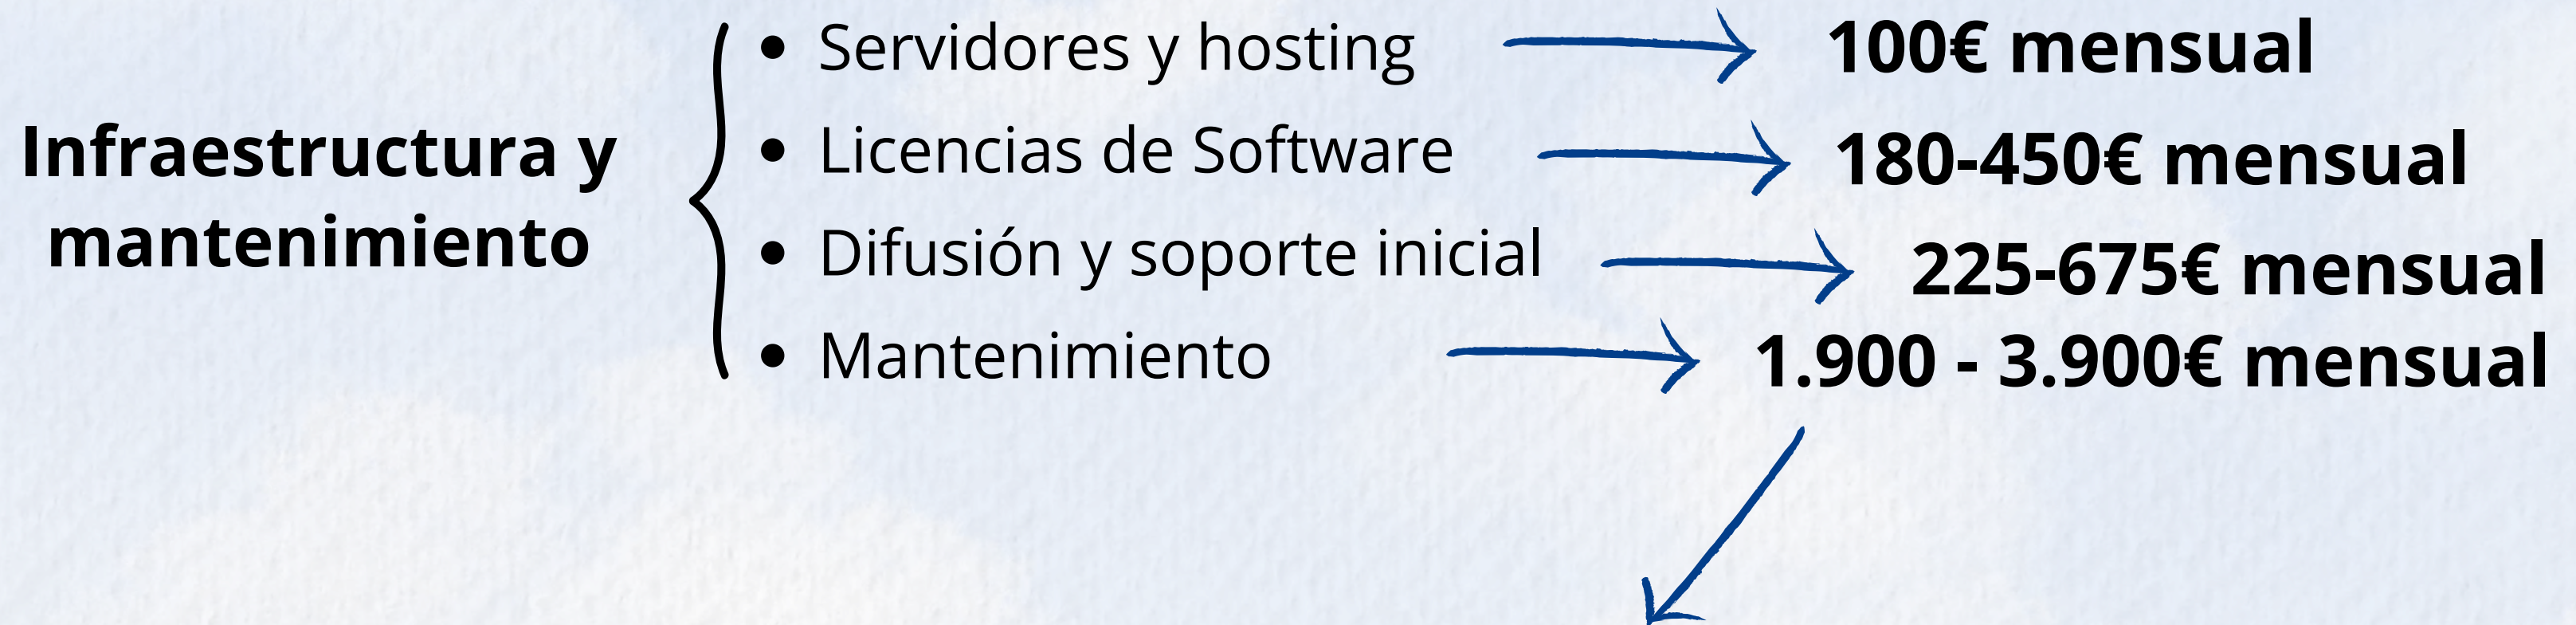 Infraestructura y
mantenimiento
• Servidores y hosting
100€ mensual
• Licencias de Software
180-450€ mensual
• Difusión y soporte inicial
225-675€ mensual
• Mantenimiento
1.900 - 3.900€ mensual